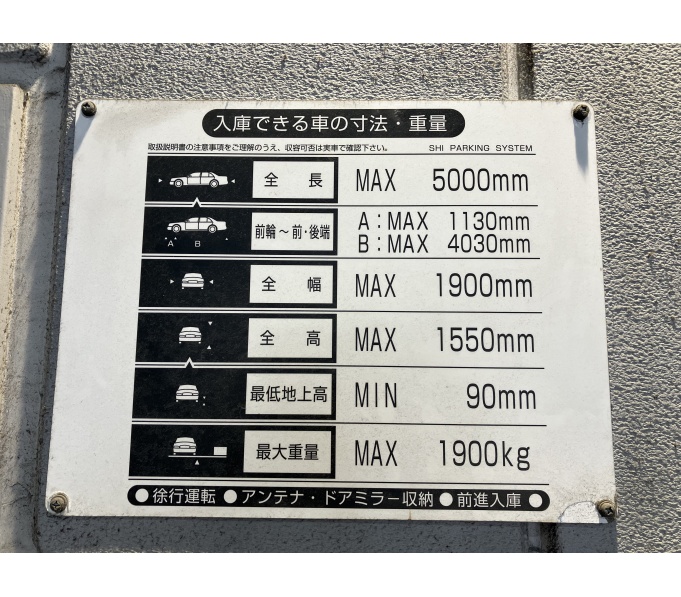 入庫できる車の寸法・重量
取扱説明書の注意事項をご理解のうえ、収容可否は実車で確認下さい。 SHI PARKING SYSTEM
全長 MAX 5000mm
前輪～前・後端 A:MAX 1130mm
A B B:MAX 4030mm
全幅 MAX 1900mm
全高 MAX 1550mm
最低地上高 MIN 90mm
最大重量 MAX 1900kg
●徐行運転 ●アンテナ・ドアミラー収納 ●前進入庫 ●